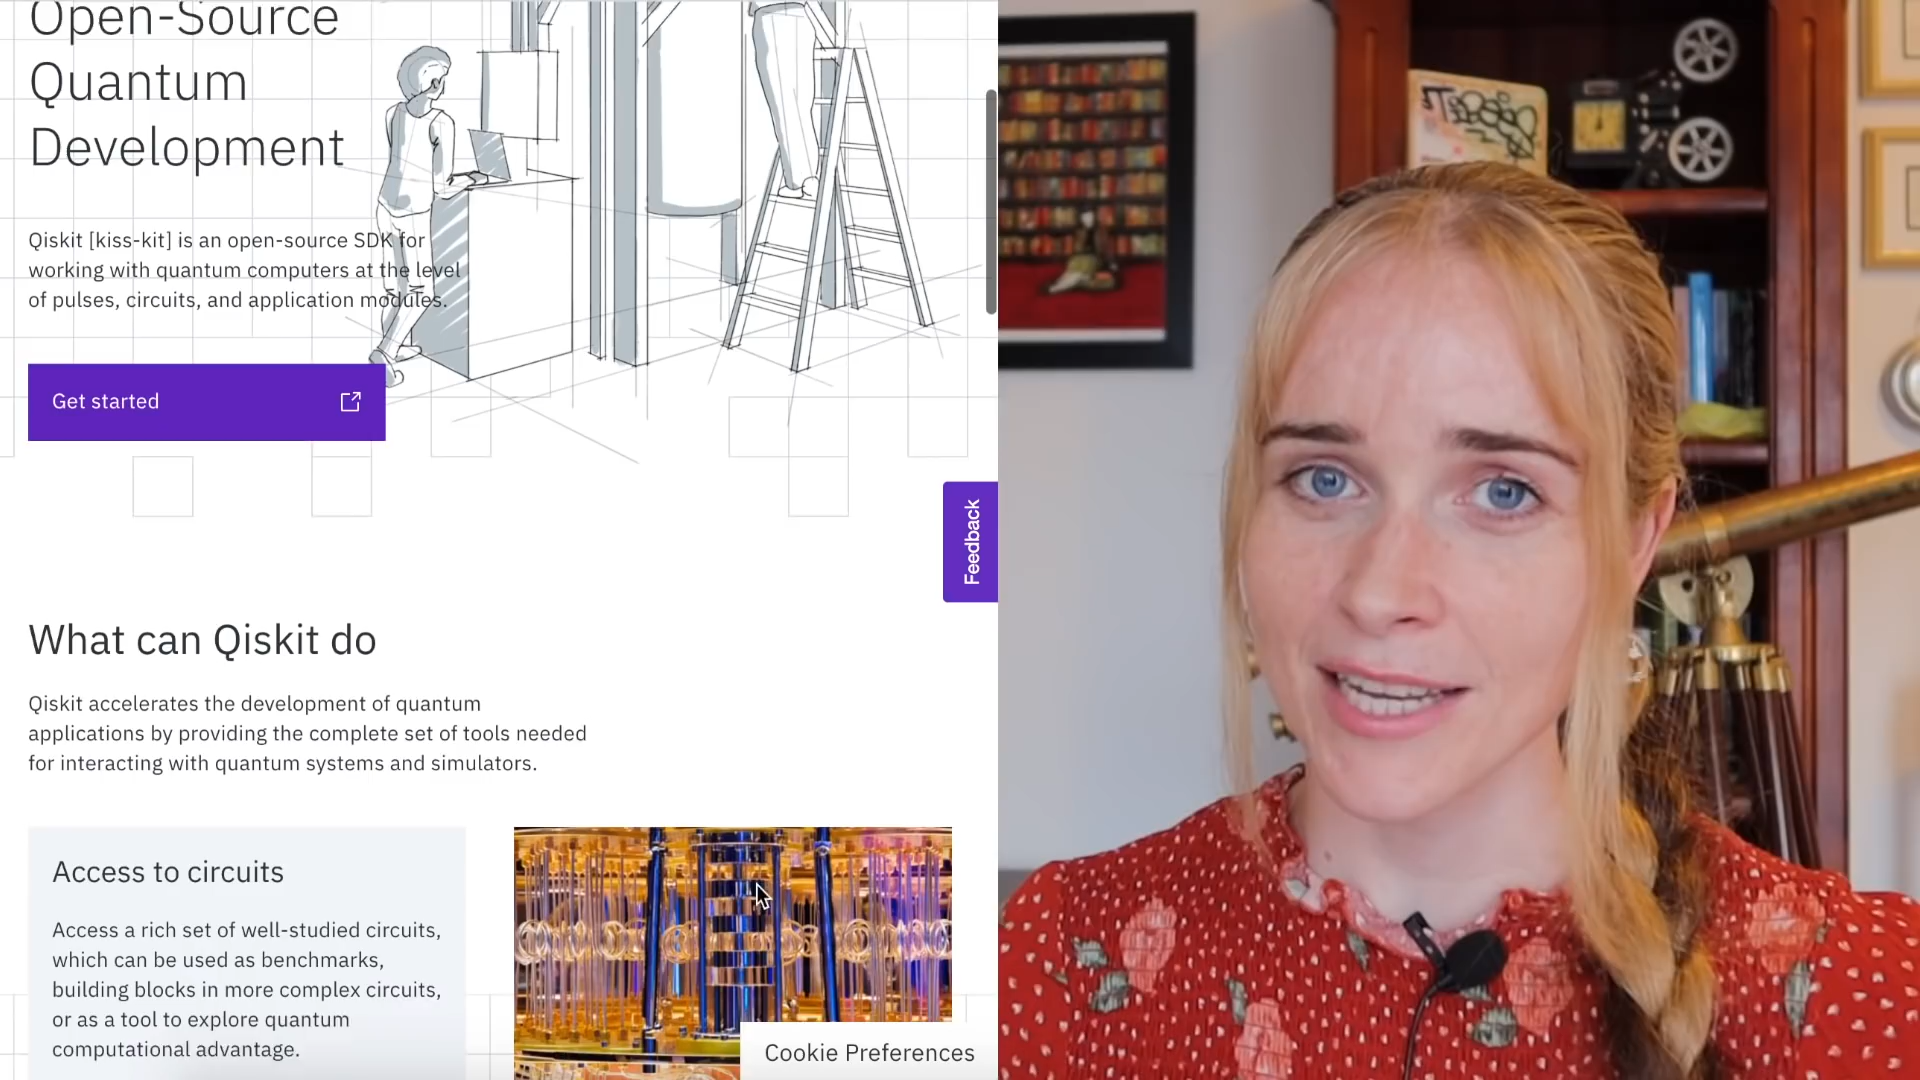 Open-Source
Quantum
Development
Qiskit [kiss-kit] is an open-source SDK for
working with quantum computers at the level
of pulses, circuits, and application modules.
Get started
Feedback
What can Qiskit do
Qiskit accelerates the development of quantum
applications by providing the complete set of tools needed
for interacting with quantum systems and simulators.
Access to circuits
Access a rich set of well-studied circuits,
which can be used as benchmarks,
building blocks in more complex circuits,
or as a tool to explore quantum
computational advantage.
Cookie Preferences